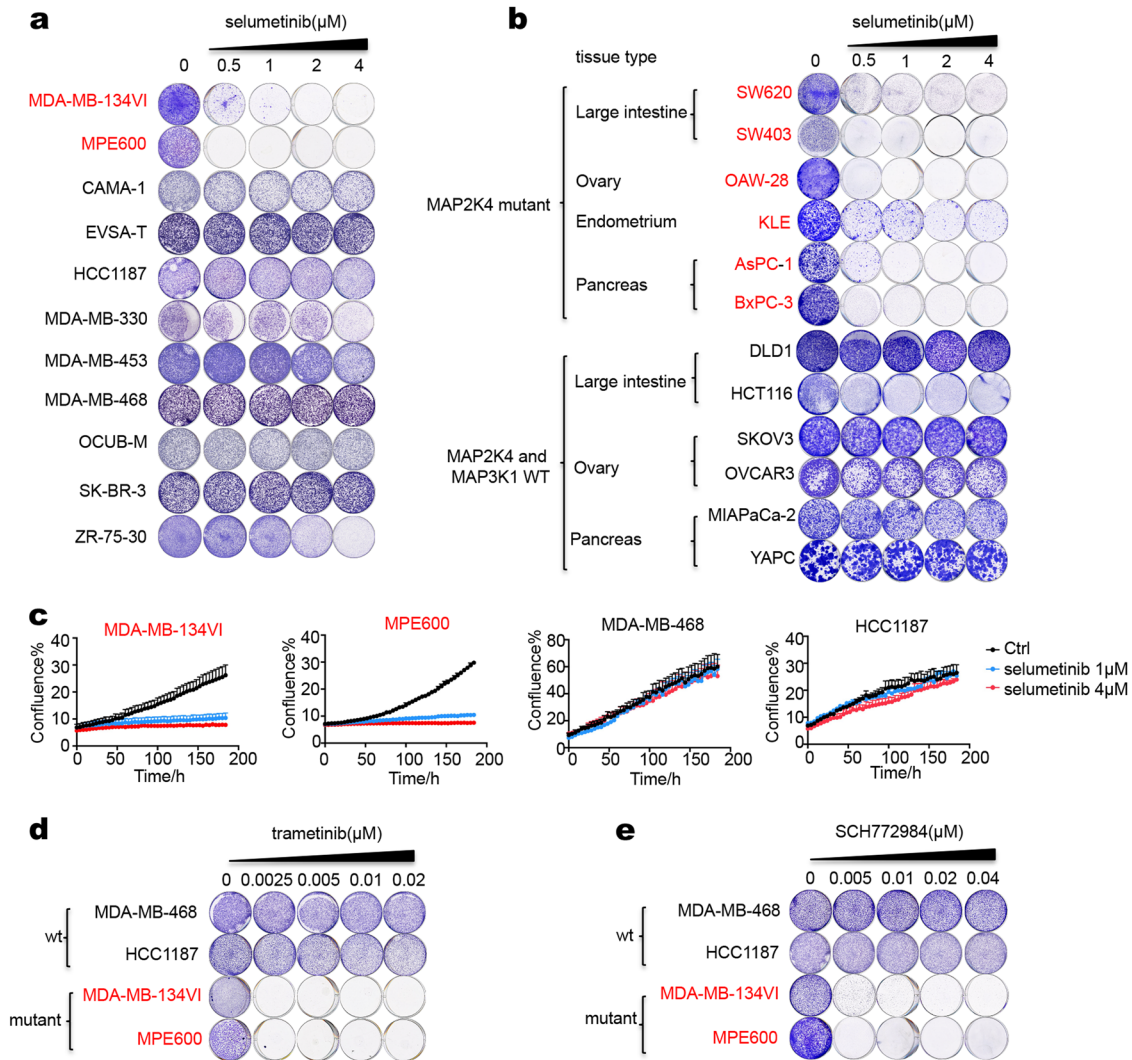 a
selumetinib(μM)
0 0.5 1 2 4
MDA-MB-134VI
MPE600
CAMA-1
EVSA-T
HCC1187
MDA-MB-330
MDA-MB-453
MDA-MB-468
OCUB-M
SK-BR-3
ZR-75-30
b
selumetinib(μM)
tissue type
0 0.5 1 2 4
MAP2K4 mutant
Large intestine
SW620
SW403
Ovary
OAW-28
Endometrium
KLE
Pancreas
AsPC-1
BxPC-3
MAP2K4 and
MAP3K1 WT
Large intestine
DLD1
HCT116
Ovary
SKOV3
OVCAR3
Pancreas
MIAPaCa-2
YAPC
c
MDA-MB-134VI
Confluence%
40
30
20
10
0
0 50 100 150 200
Time/h
MPE600
Confluence%
40
30
20
10
0
0 50 100 150 200
Time/h
MDA-MB-468
Confluence%
80
60
40
20
0
0 50 100 150 200
Time/h
HCC1187
Confluence%
40
30
20
10
0
0 50 100 150 200
Time/h
Ctrl
selumetinib 1μM
selumetinib 4μM
d
trametinib(μM)
0 0.0025 0.005 0.01 0.02
wt
MDA-MB-468
HCC1187
mutant
MDA-MB-134VI
MPE600
e
SCH772984(μM)
0 0.005 0.01 0.02 0.04
wt
MDA-MB-468
HCC1187
mutant
MDA-MB-134VI
MPE600